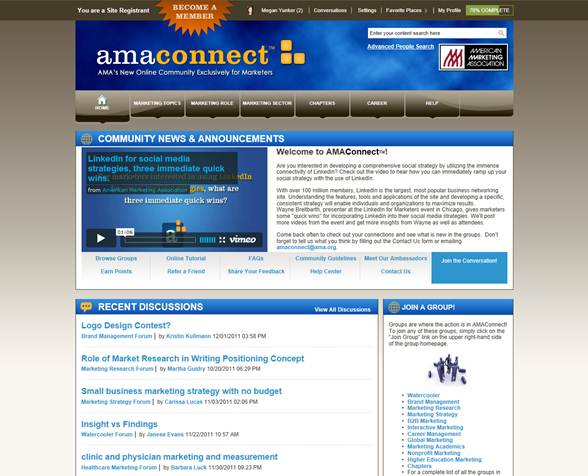 You are a Site Registrant
BECOME A
MEMBER
Megan Yunker (2) | Conversations | Settings | Favorite Places > | My Profile
78% COMPLETE
Enter your content search here
Advanced People Search
amaconnect™
AMA's New Online Community Exclusively for Marketers
AMERICAN
MARKETING
ASSOCIATION
HOME
MARKETING TOPICS
MARKETING ROLE
MARKETING SECTOR
CHAPTERS
CAREER
HELP
COMMUNITY NEWS & ANNOUNCEMENTS
LinkedIn for social media
strategies, three immediate quick
wins.
from American Marketing Association
what are
three immediate quick wins?
01:06
vimeo
Welcome to AMAConnect™!
Are you interested in developing a comprehensive social strategy by utilizing the immense
connectivity of LinkedIn? Check out the video to hear how you can immediately ramp up your
social strategy with the use of LinkedIn.
With over 100 million members, LinkedIn is the largest, most popular business networking
site. Understanding the features, tools and applications of the site and developing a specific,
consistent strategy will enable individuals and organizations to maximize results.
Wayne Breitbarth, presenter at the LinkedIn for Marketers event in Chicago, gives marketers
some "quick wins" for incorporating LinkedIn into their social media strategies. We'll post
more videos from the event and get more insights from Wayne as well as attendees
Come back often to check out your connections and see what is new in the groups. Don't
forget to tell us what you think by filling out the Contact Us form or emailing
amaconnect@ama.org.
Browse Groups
Online Tutorial
FAQs
Community Guidelines
Meet Our Ambassadors
Join the Conversation!
Earn Points
Refer a Friend
Share Your Feedback
Help Center
Contact Us
RECENT DISCUSSIONS
View All Discussions
Logo Design Contest?
Brand Management Forum | by Kristin Kullmann 12/01/2011 03:58 PM
Role of Market Research in Writing Positioning Concept
Marketing Research Forum | by Martha Guidry 10/20/2011 06:29 PM
Small business marketing strategy with no budget
Marketing Strategy Forum | by Carissa Lucas 11/03/2011 02:06 PM
Insight vs Findings
Watercooler Forum | by Janese Evans 11/22/2011 10:57 AM
clinic and physician marketing and measurement
Healthcare Marketing Forum | by Barbara Luck 11/30/2011 09:23 PM
JOIN A GROUP!
Groups are where the action is in AMAConnect!
To join any of these groups, simply click on the
"Join Group" link on the upper right-hand side
of the group homepage.
Watercooler
Brand Management
Marketing Research
Marketing Strategy
B2B Marketing
Interactive Marketing
Career Management
Global Marketing
Marketing Academics
Nonprofit Marketing
Higher Education Marketing
Chapters
For a complete list of all the groups in